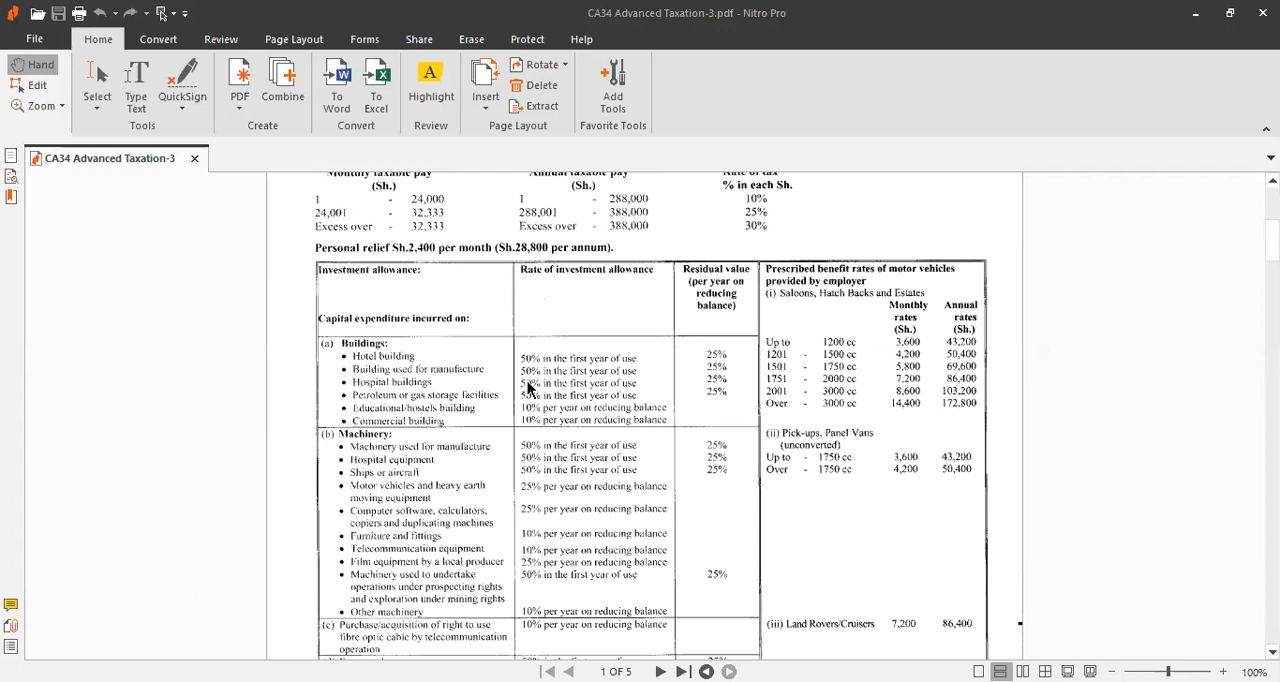 CA34 Advanced Taxation-3.pdf - Nitro Pro
File Home Convert Review Page Layout Forms Share Erase Protect Help
Hand
Edit
Zoom
Select
Type Text
QuickSign
Tools
PDF
Combine
Create
To Word
To Excel
Convert
Highlight
Review
Insert
Rotate
Delete
Extract
Page Layout
Add Tools
Favorite Tools
CA34 Advanced Taxation-3
Monthly taxable pay Annual taxable pay Rate of tax
(Sh.) (Sh.) % in each Sh.
1 - 24,000 1 - 288,000 10%
24,001 - 32,333 288,001 - 388,000 25%
Excess over - 32,333 Excess over - 388,000 30%
Personal relief Sh.2,400 per month (Sh.28,800 per annum).
Investment allowance:
Capital expenditure incurred on:
Rate of investment allowance
Residual value
(per year on
reducing
balance)
(a) Buildings:
• Hotel building 50% in the first year of use 25%
• Building used for manufacture 50% in the first year of use 25%
• Hospital buildings 50% in the first year of use 25%
• Petroleum or gas storage facilities 50% in the first year of use 25%
• Educational/hostels building 10% per year on reducing balance
• Commercial building 10% per year on reducing balance
(b) Machinery:
• Machinery used for manufacture 50% in the first year of use 25%
• Hospital equipment 50% in the first year of use 25%
• Ships or aircraft 50% in the first year of use 25%
• Motor vehicles and heavy earth 25% per year on reducing balance
moving equipment
• Computer software, calculators, 25% per year on reducing balance
copiers and duplicating machines
• Furniture and fittings 10% per year on reducing balance
• Telecommunication equipment 10% per year on reducing balance
• Film equipment by a local producer 25% per year on reducing balance
• Machinery used to undertake 50% in the first year of use 25%
operations under prospecting rights
and exploration under mining rights
• Other machinery 10% per year on reducing balance
(c) Purchase/acquisition of right to use 10% per year on reducing balance
fibre optic cable by telecommunication
operation
Prescribed benefit rates of motor vehicles
provided by employer
(i) Saloons, Hatch Backs and Estates
Monthly Annual
rates rates
(Sh.) (Sh.)
Up to 1200 cc 3,600 43,200
1201 - 1500 cc 4,200 50,400
1501 - 1750 cc 5,800 69,600
1751 - 2000 cc 7,200 86,400
2001 - 3000 cc 8,600 103,200
Over - 3000 cc 14,400 172,800
(ii) Pick-ups, Panel Vans
(unconverted)
Up to - 1750 cc 3,600 43,200
Over - 1750 cc 4,200 50,400
(iii) Land Rovers/Cruisers 7,200 86,400
1 OF 5
100%